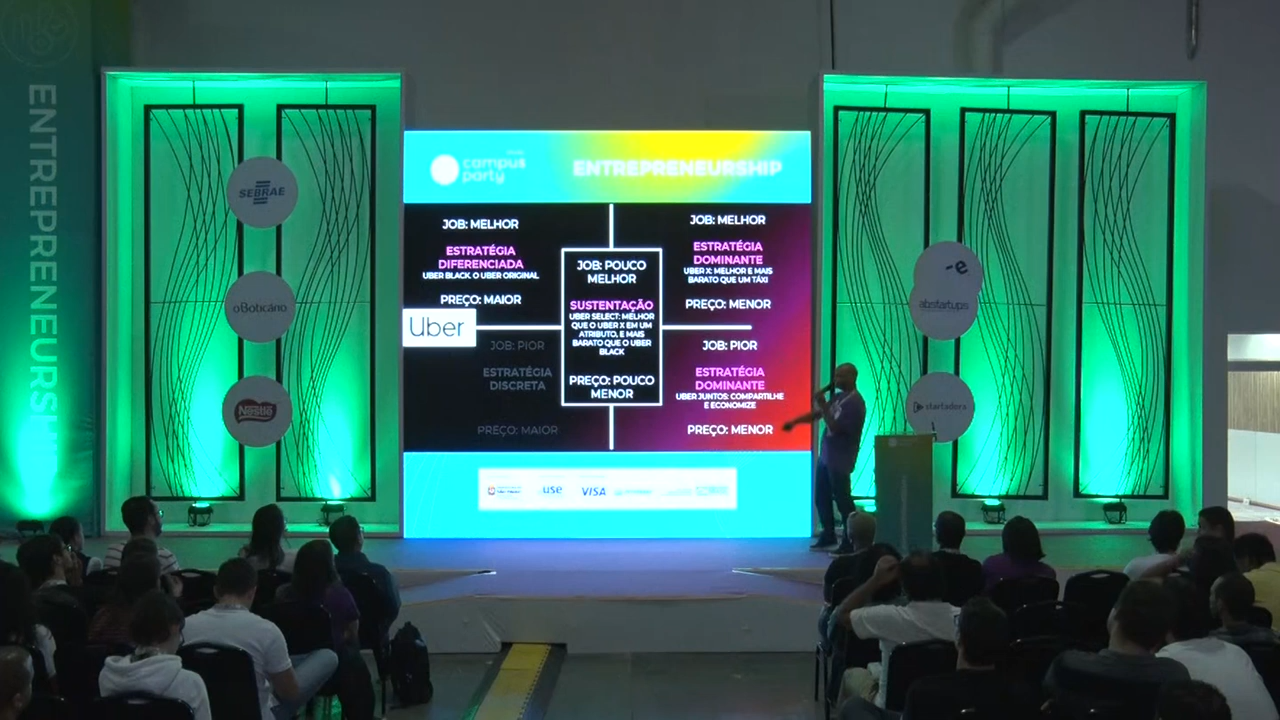 ENTREPRENEURSHIP
SEBRAE
oBoticário
Nestlé
campus
party
ENTREPRENEURSHIP
JOB: MELHOR
ESTRATÉGIA
DIFERENCIADA
UBER BLACK. O UBER ORIGINAL
PREÇO: MAIOR
Uber
JOB: PIOR
ESTRATÉGIA
DISCRETA
PREÇO: MAIOR
JOB: POUCO
MELHOR
SUSTENTAÇÃO
UBER SELECT: MELHOR
QUE O UBER X EM UM
ATRIBUTO, E MAIS
BARATO QUE O UBER
BLACK
PREÇO: POUCO
MENOR
JOB: MELHOR
ESTRATÉGIA
DOMINANTE
UBER X: MELHOR E MAIS
BARATO QUE UM TÁXI
PREÇO: MENOR
JOB: PIOR
ESTRATÉGIA
DOMINANTE
UBER JUNTOS: COMPARTILHE
E ECONOMIZE
PREÇO: MENOR
use
VISA
-e
abstartups
startadora